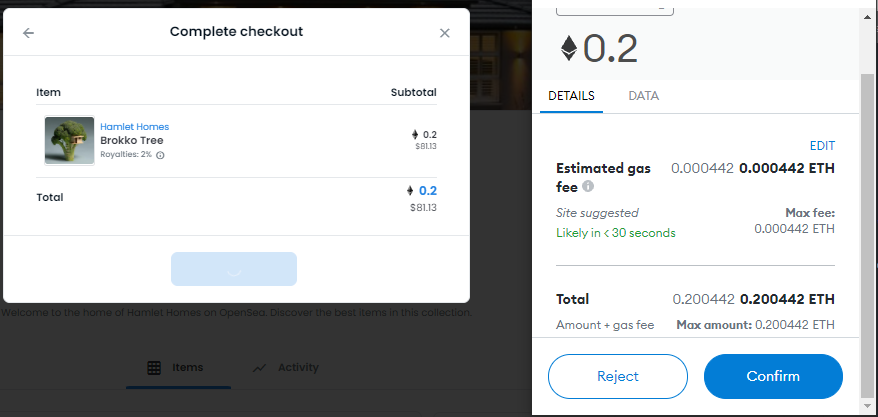 Complete checkout
Item Subtotal
Hamlet Homes
Brokko Tree
Royalties: 2%
0.2
$81.13
Total 0.2
$81.13
Welcome to the home of Hamlet Homes on OpenSea. Discover the best items in this collection.
Items Activity
0.2
DETAILS DATA
EDIT
Estimated gas fee 0.000442 0.000442 ETH
Site suggested Max fee:
Likely in < 30 seconds 0.000442 ETH
Total 0.200442 0.200442 ETH
Amount + gas fee Max amount: 0.200442 ETH
Reject Confirm